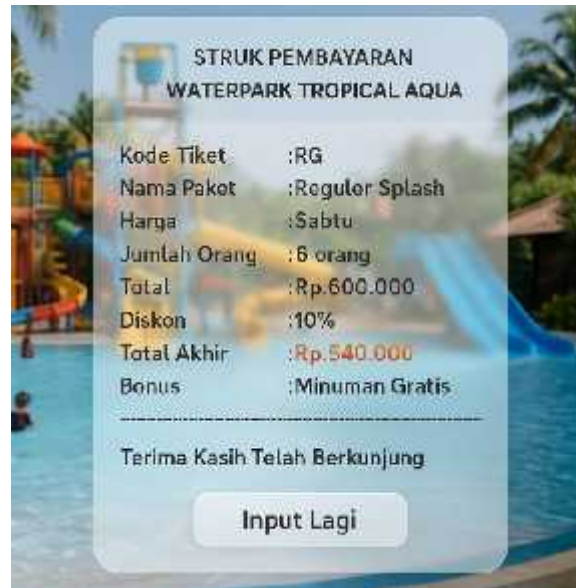 STRUK PEMBAYARAN
WATERPARK TROPICAL AQUA
Kode Tiket :RG
Nama Paket :Reguler Splash
Harga :Sabtu
Jumlah Orang :6 orang
Total :Rp.600.000
Diskon :10%
Total Akhir :Rp.540.000
Bonus :Minuman Gratis
Terima Kasih Telah Berkunjung
Input Lagi